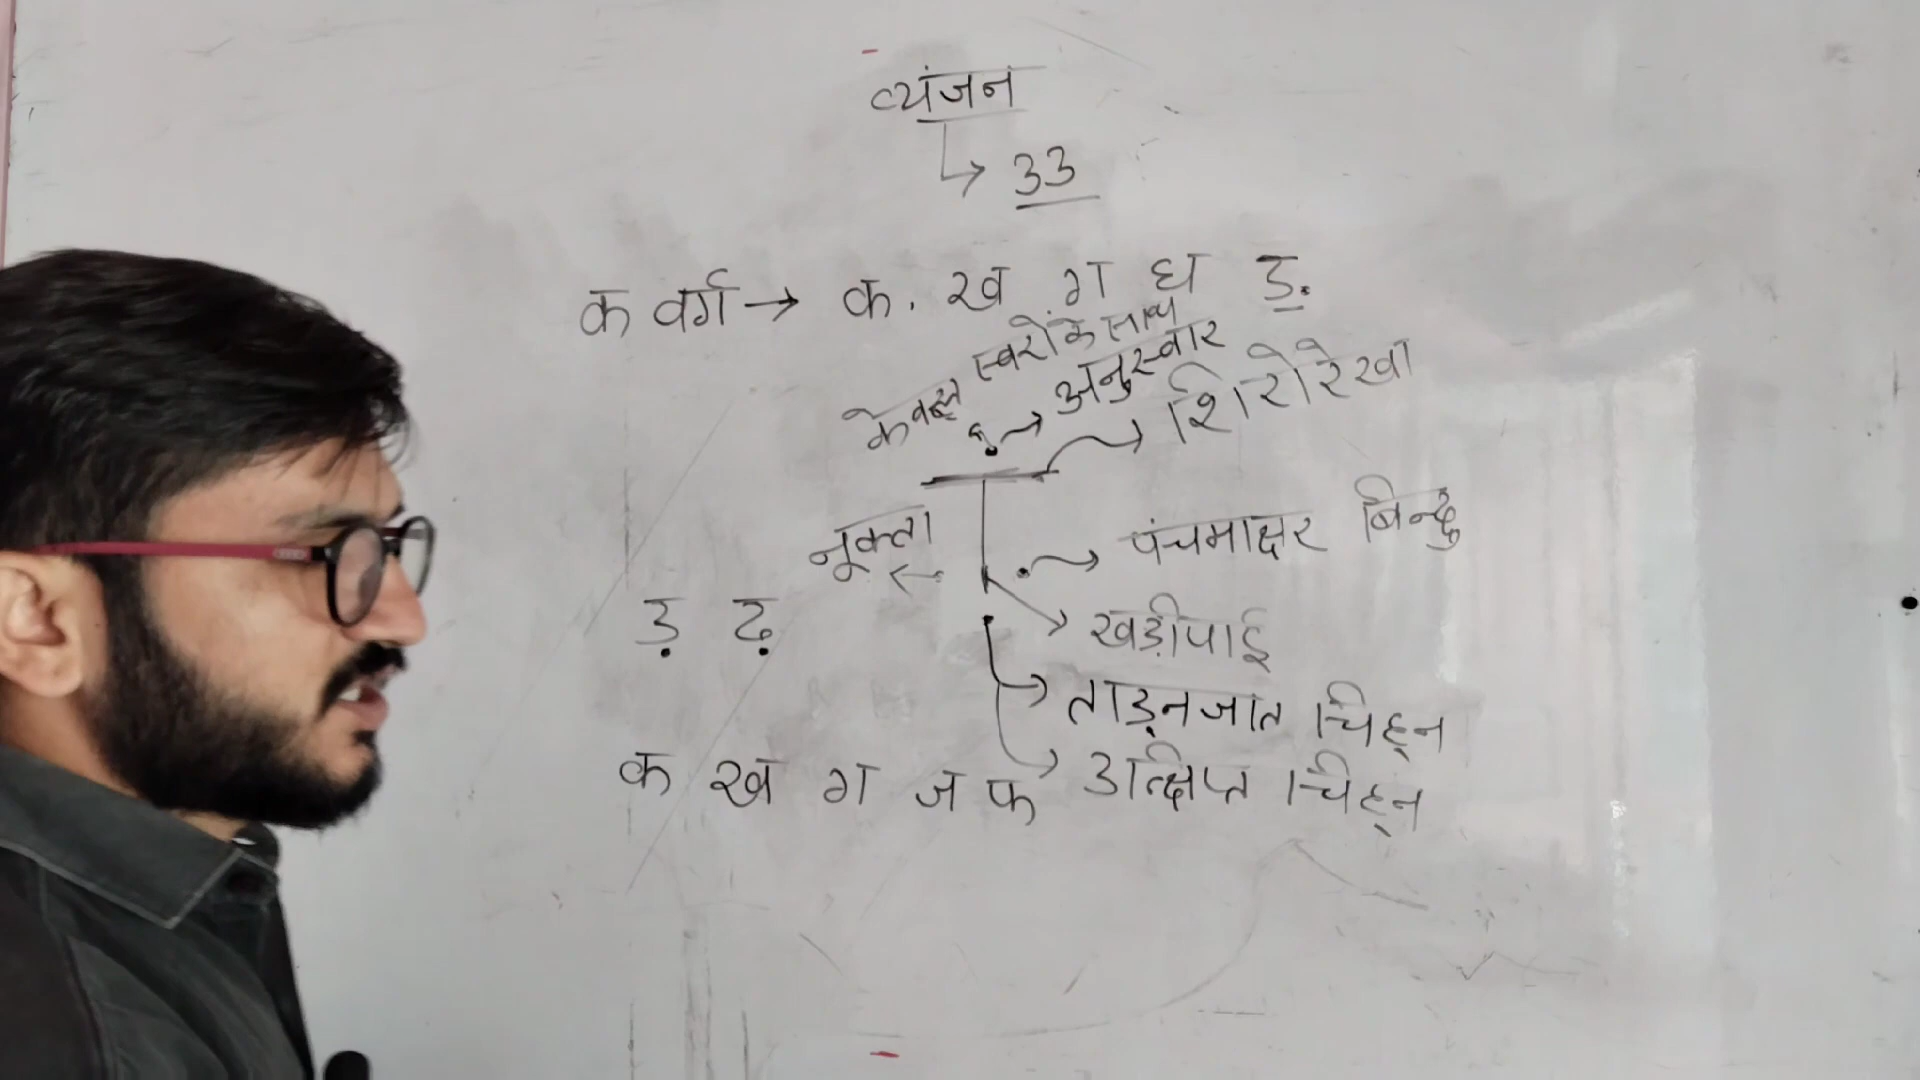 व्यंजन
33
क वर्ग → क. ख ग घ ङ
केवल स्वरों के साथ
अनुस्वार
शिरोरेखा
नूक्ता
पंचमाक्षर बिन्दु
ड़ ढ़
खड़ीपाई
ताड़नजात चिह्न
क ख ग ज फ
उत्क्षिप्त चिह्न